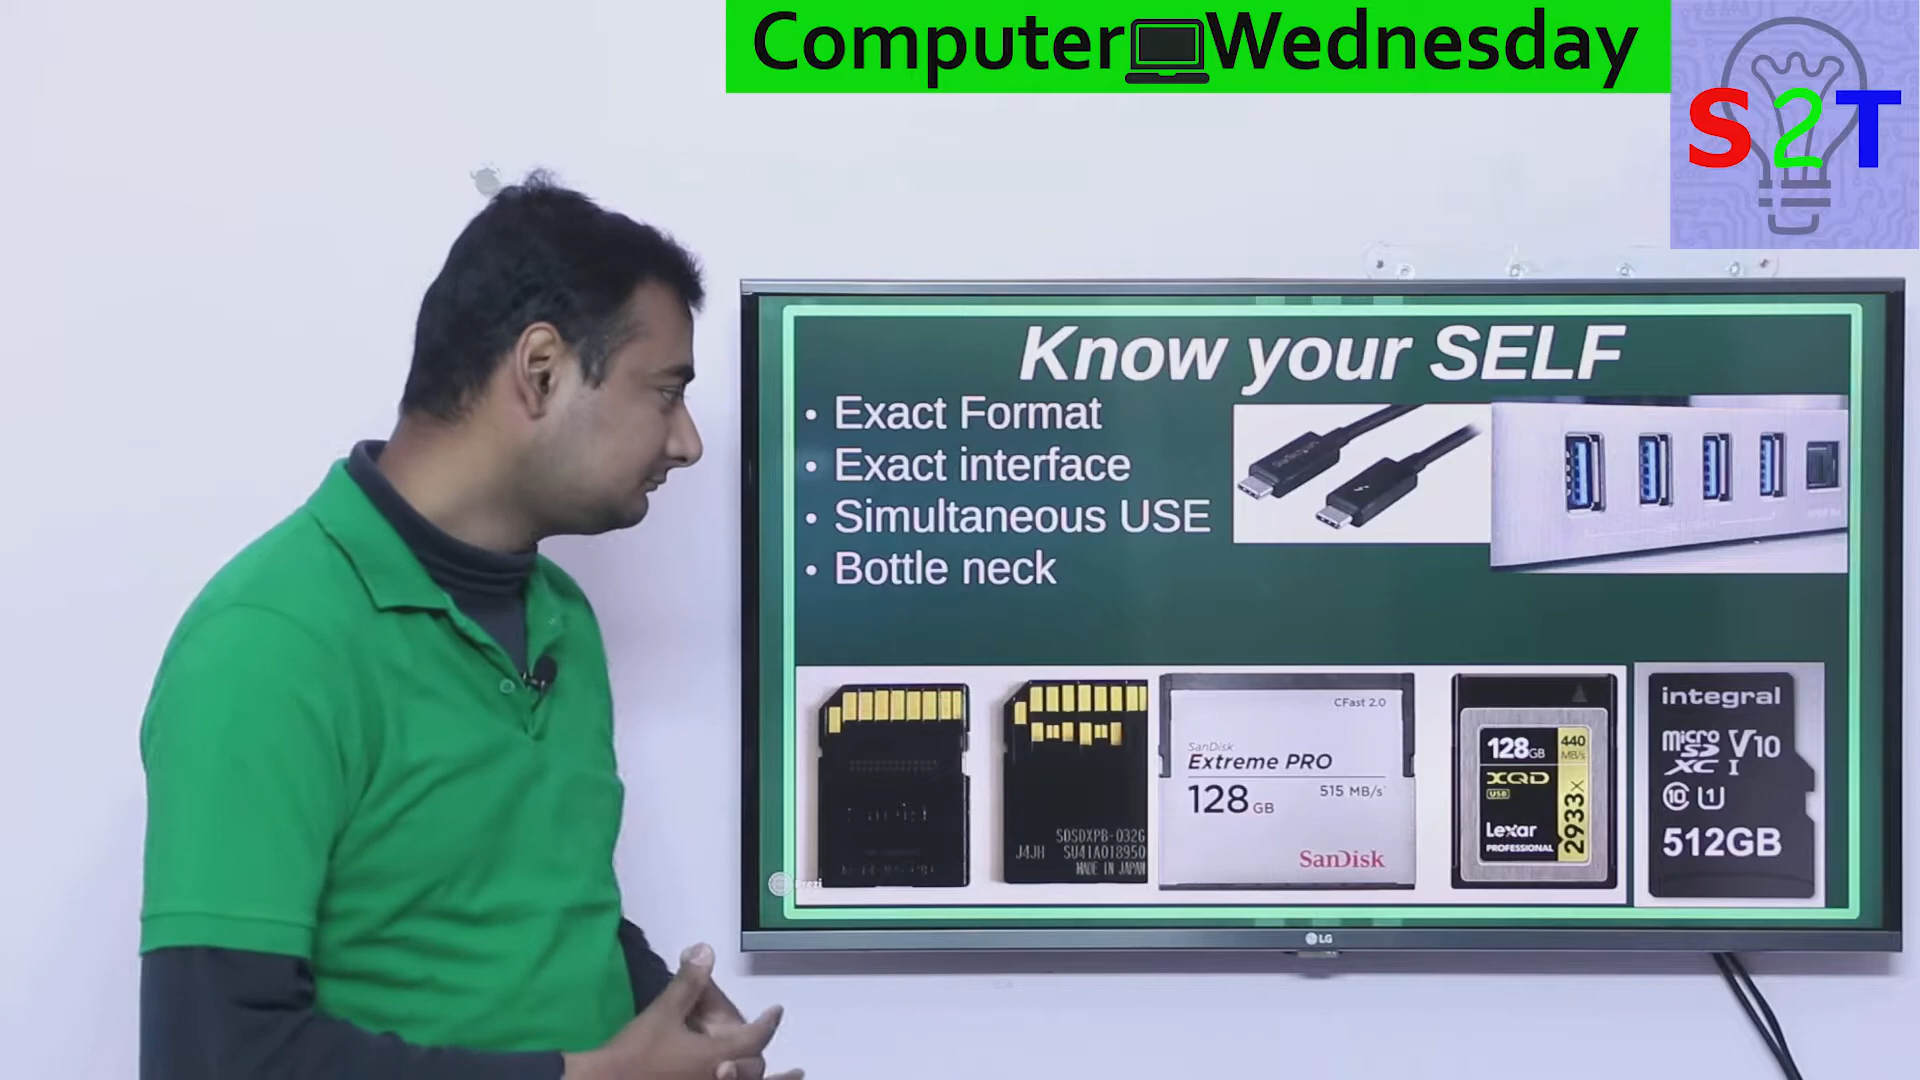 Computer Wednesday
S2T
Know your SELF
• Exact Format
• Exact interface
• Simultaneous USE
• Bottle neck
CFast 2.0
SanDisk
Extreme PRO
128 GB
515 MB/s
SanDisk
SDSDXPB-032G
J4JH SU41A018950
MADE IN JAPAN
128GB
440 MB/s
XQD
USB
2933x
Lexar
PROFESSIONAL
integral
micro SD XC I V10
10 U1
512GB
LG